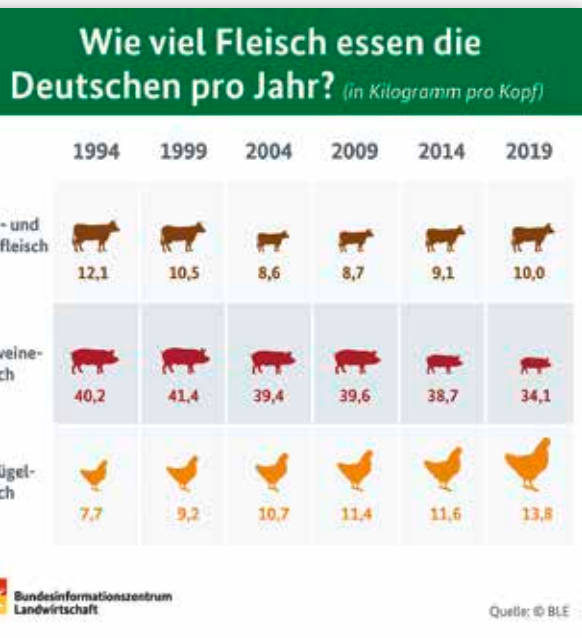 Wie viel Fleisch essen die
Deutschen pro Jahr? (in Kilogramm pro Kopf)
1994 1999 2004 2009 2014 2019
- und
fleisch
12,1 10,5 8,6 8,7 9,1 10,0
weine-
ch
40,2 41,4 39,4 39,6 38,7 34,1
ügel-
ch
7,7 9,2 10,7 11,4 11,6 13,8
Bundesinformationszentrum
Landwirtschaft
Quelle: © BLE